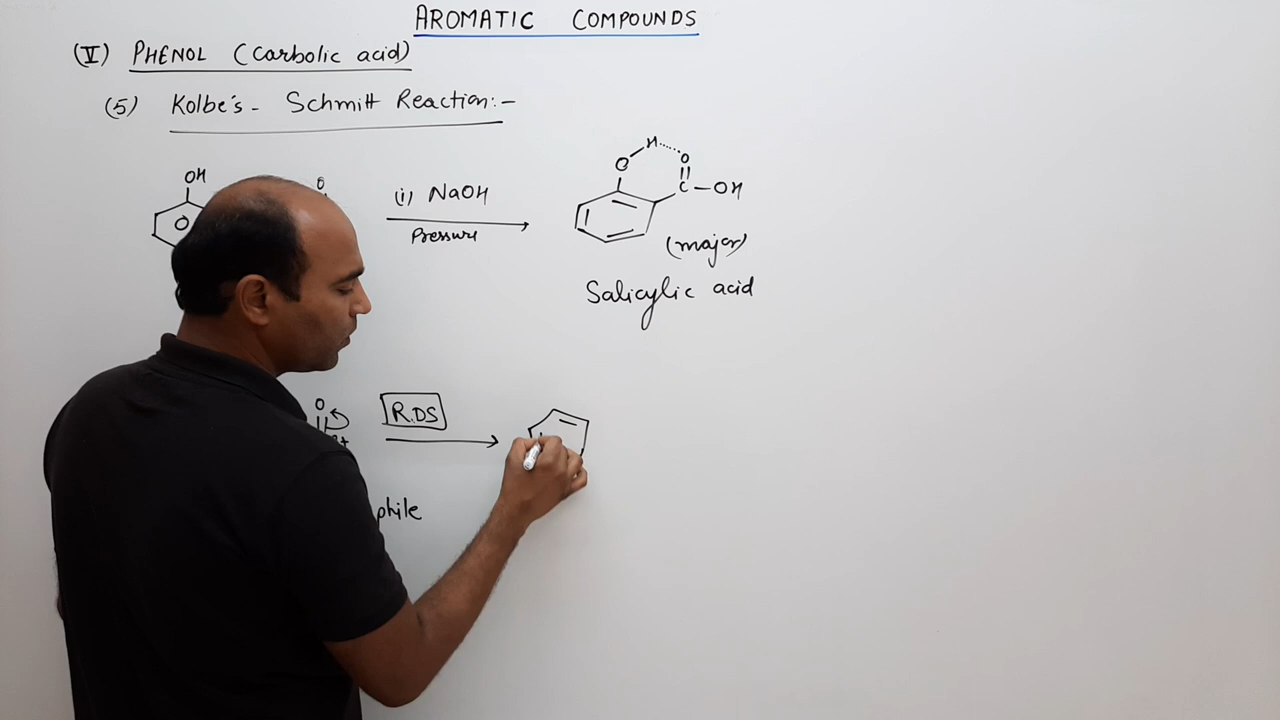 AROMATIC COMPOUNDS
(V) PHENOL (Carbolic acid)
(5) Kolbe's - Schmitt Reaction:-
OH
O
(i) NaOH
Pressure
O
H
O
C - OH
(major)
Salicylic acid
O
R.DS
phile